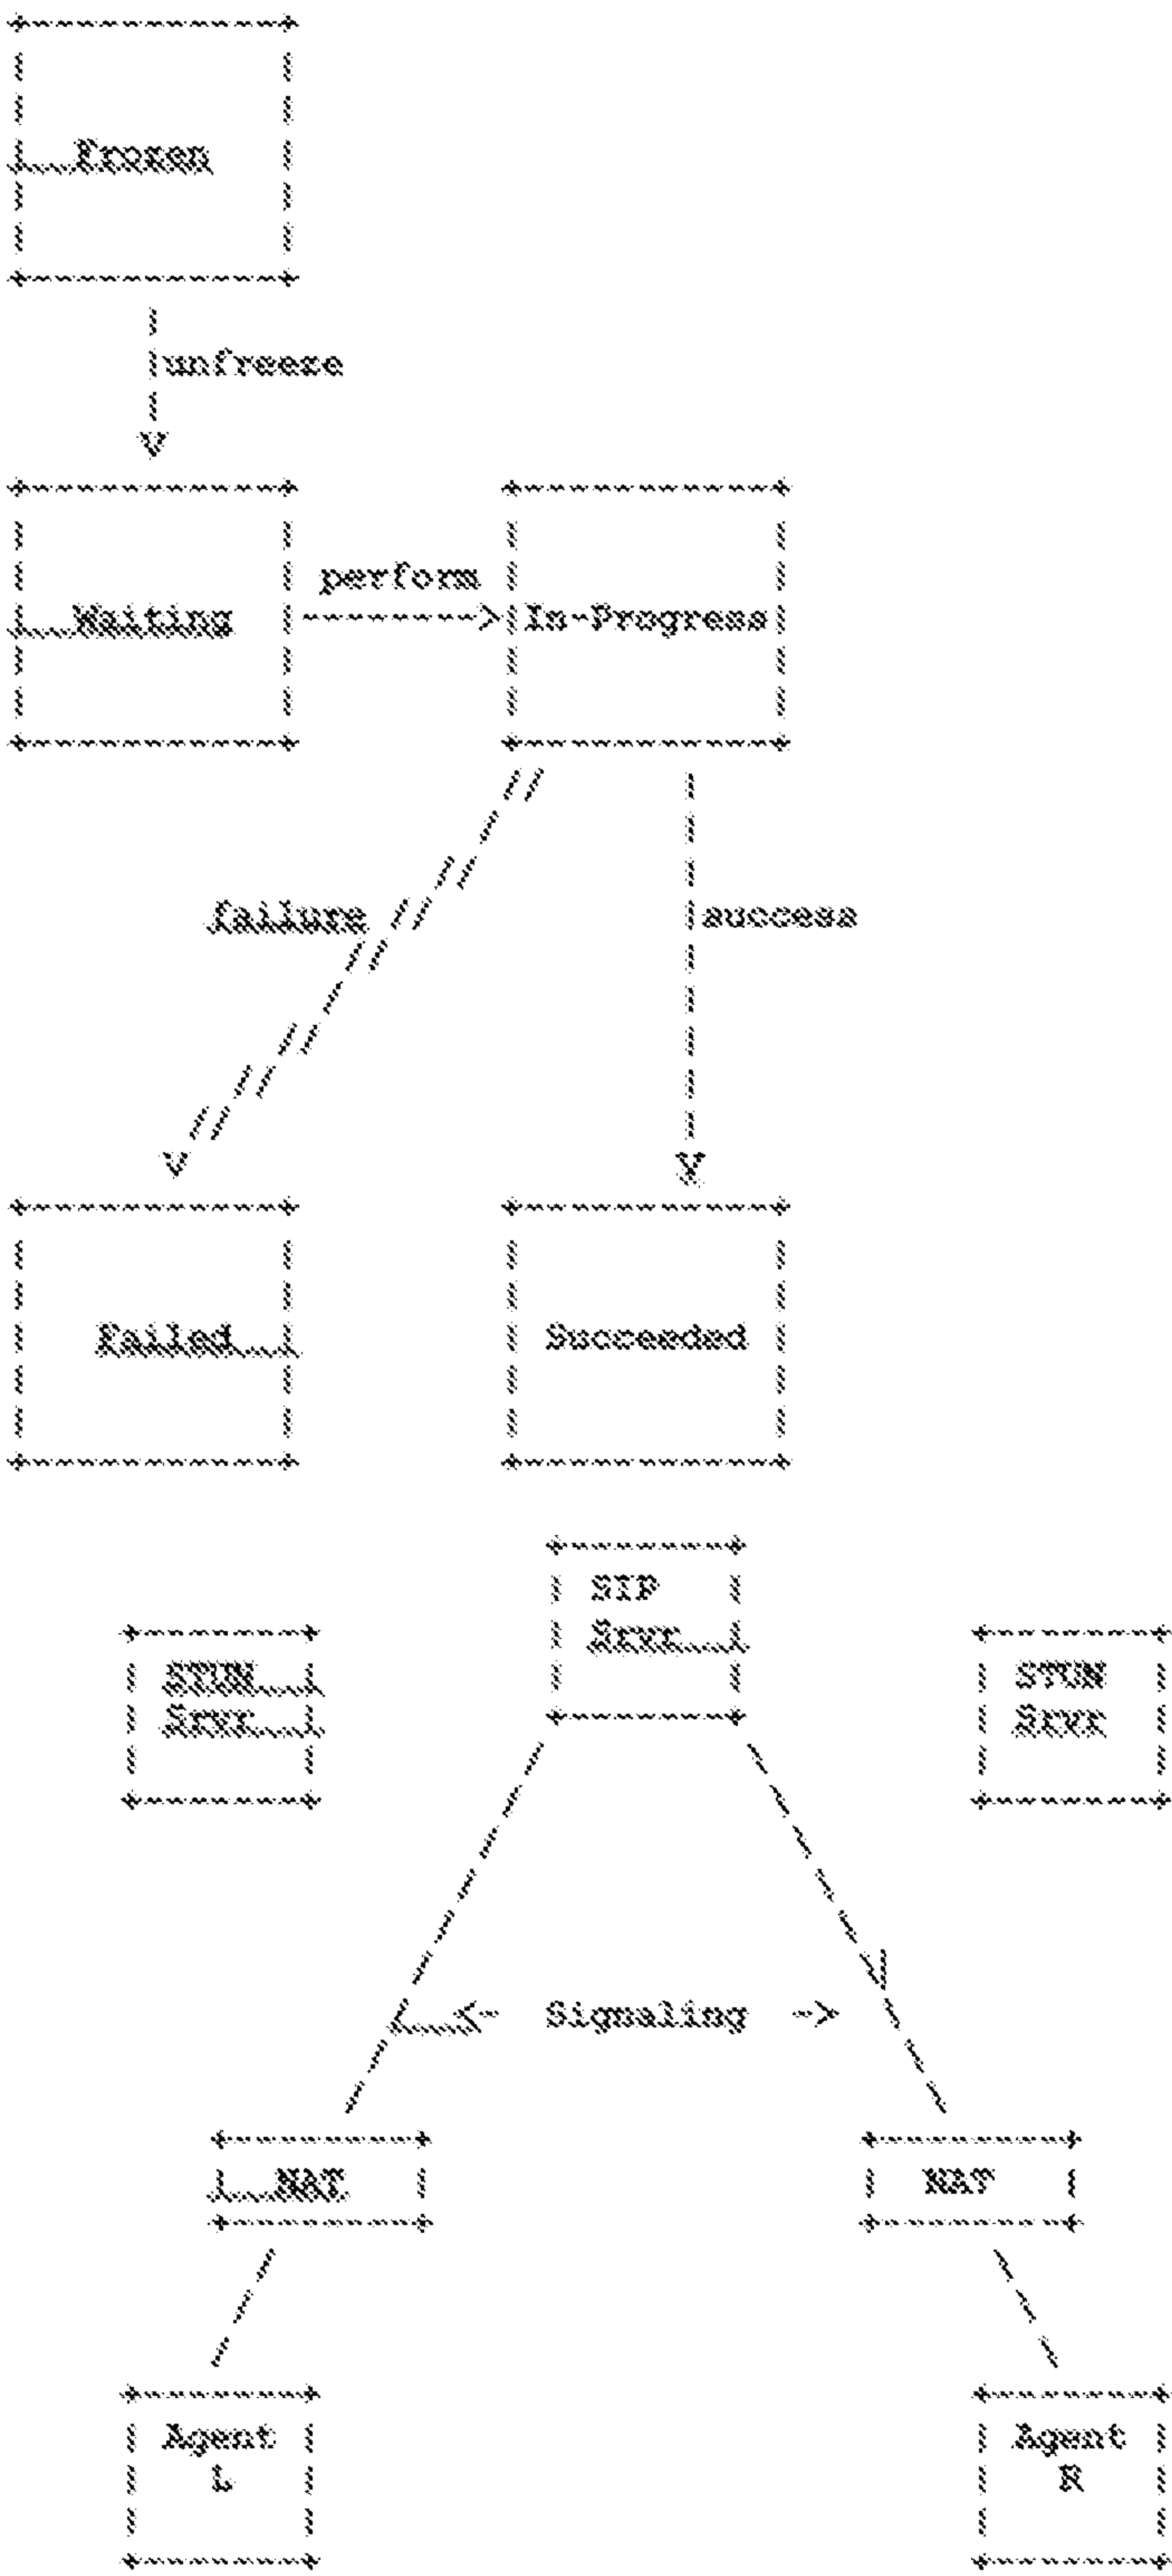 Frozen
unfreeze
perform
Waiting
In-Progress
failure
success
Failed
Succeeded
SIP
Srvr
STUN
Srvr
STUN
Srvr
<- Signaling ->
NAT
NAT
Agent
L
Agent
R